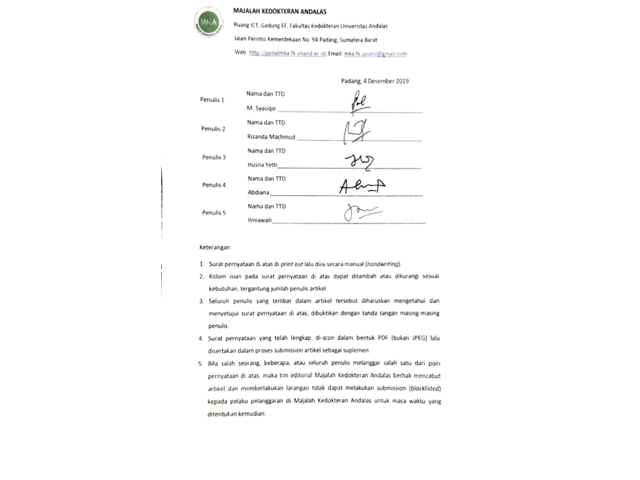 MAJALAH KEDOKTERAN ANDALAS
MKA
Ruang ICT, Gedung EF, Fakultas Kedokteran Universitas Andalas
Jalan Perintis Kemerdekaan No. 94 Padang, Sumatera Barat
Web: http://jurnalmka.fk.unand.ac.id; Email: mka.fk.unand@gmail.com
Padang, 4 Desember 2019
Penulis 1
Nama dan TTD
M. Syauqie
Penulis 2
Nama dan TTD
Rizanda Machmud
Penulis 3
Nama dan TTD
Husna Yetti
Penulis 4
Nama dan TTD
Abdiana
Penulis 5
Nama dan TTD
Ilmiawati
Keterangan:
1. Surat pernyataan di atas di print out lalu diisi secara manual (handwriting).
2. Kolom isian pada surat pernyataan di atas dapat ditambah atau dikurangi sesuai
kebutuhan, tergantung jumlah penulis artikel.
3. Seluruh penulis yang terlibat dalam artikel tersebut diharuskan mengetahui dan
menyetujui surat pernyataan di atas, dibuktikan dengan tanda tangan masing-masing
penulis.
4. Surat pernyataan yang telah lengkap, di-scan dalam bentuk PDF (bukan JPEG) lalu
disertakan dalam proses submission artikel sebagai suplemen.
5. Bila salah seorang, beberapa, atau seluruh penulis melanggar salah satu dari poin
pernyataan di atas, maka tim editorial Majalah Kedokteran Andalas berhak mencabut
artikel dan memberlakukan larangan tidak dapat melakukan submission (blacklisted)
kepada pelaku pelanggaran di Majalah Kedokteran Andalas untuk masa waktu yang
ditentukan kemudian.